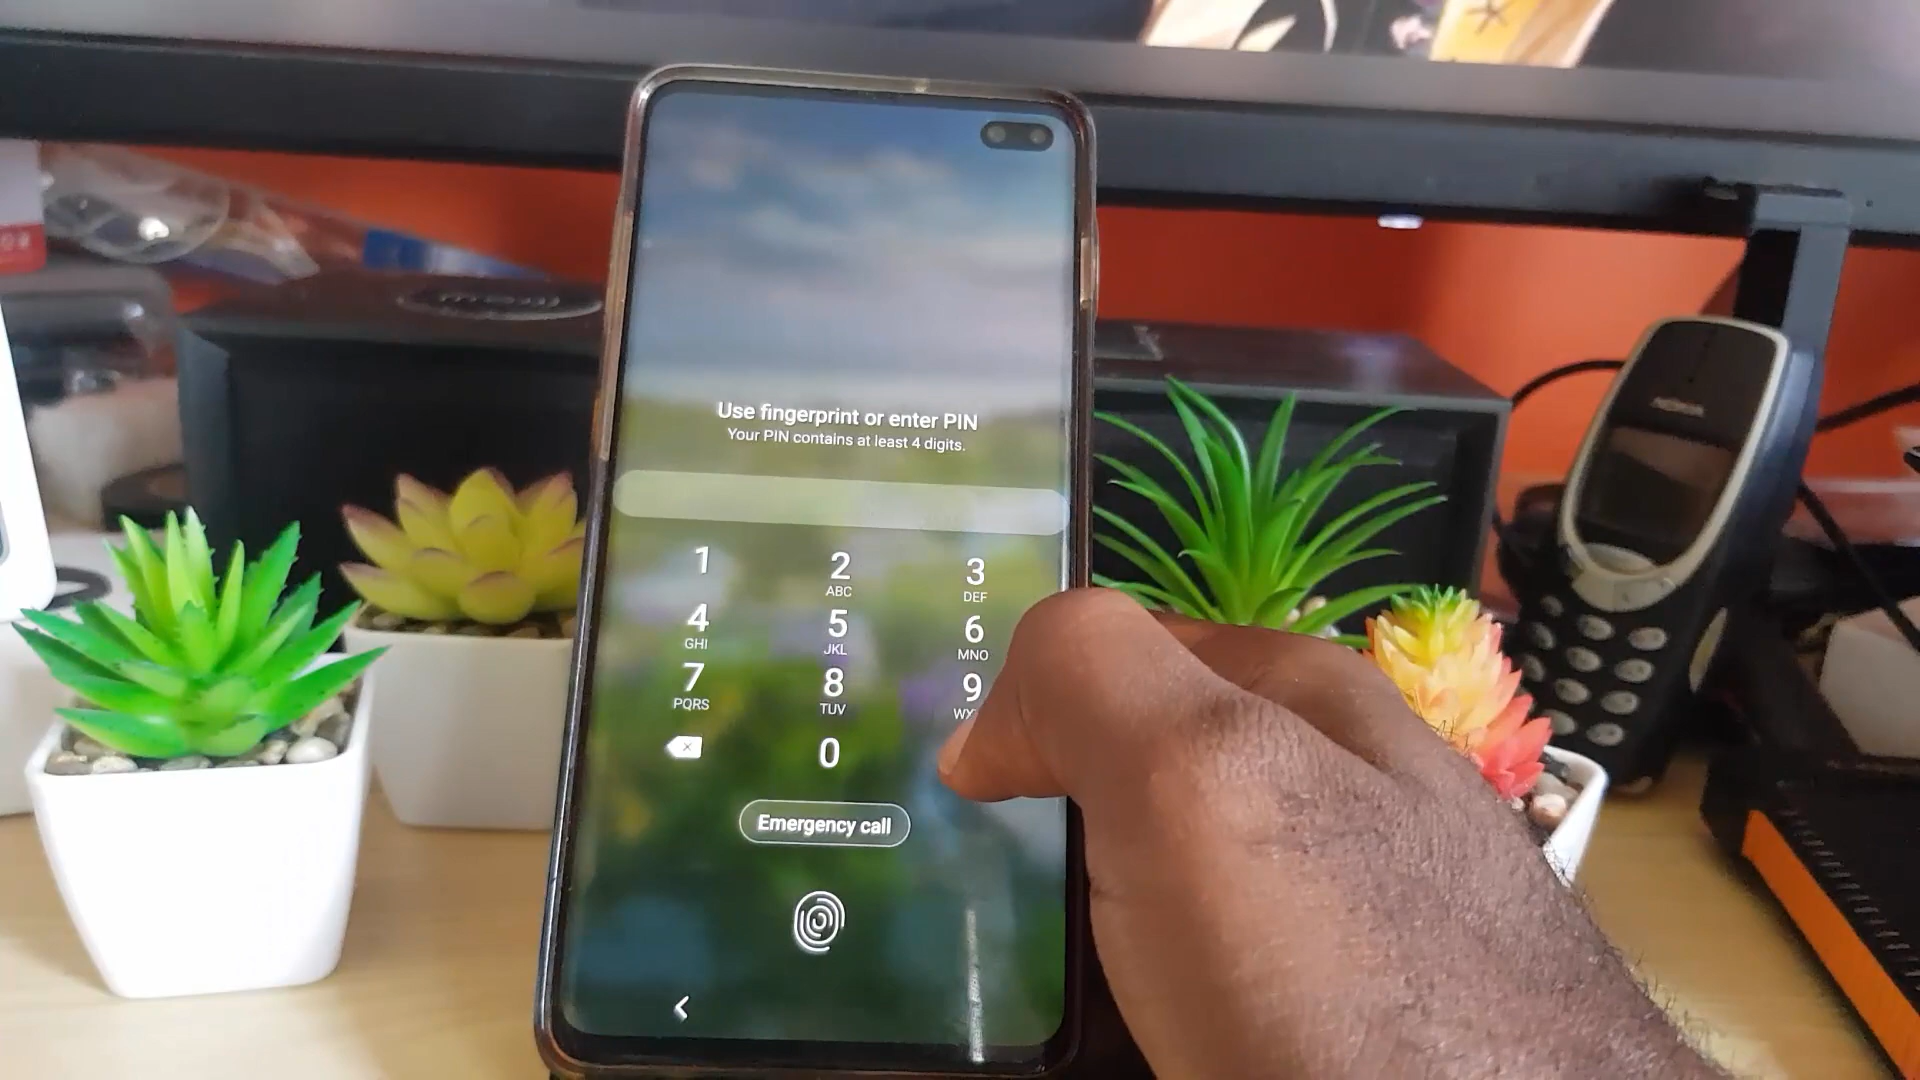 Use fingerprint or enter PIN
Your PIN contains at least 4 digits.
1
2
3
ABC
DEF
4
5
6
GHI
JKL
MNO
7
8
9
PQRS
TUV
0
Emergency call
NOKIA